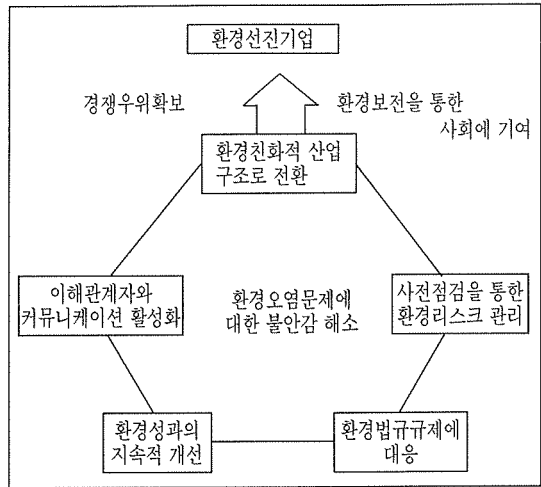 환경선진기업
경쟁우위확보
환경보전을 통한
사회에 기여
환경친화적 산업
구조로 전환
이해관계자와
커뮤니케이션 활성화
환경오염문제에
대한 불안감 해소
사전점검을 통한
환경리스크 관리
환경성과의
지속적 개선
환경법규규제에
대응